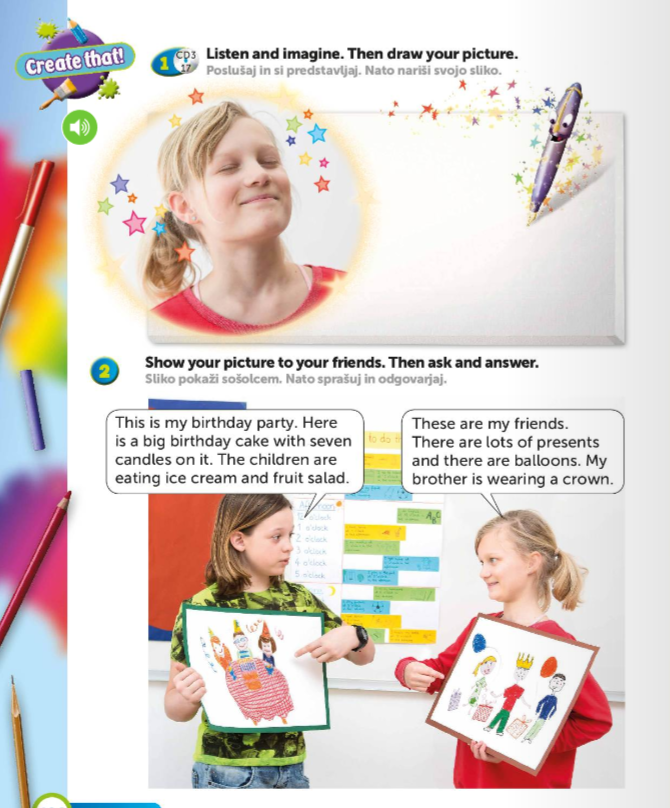 Create that!
1
CD3
17
Listen and imagine. Then draw your picture.
Poslušaj in si predstavljaj. Nato nariši svojo sliko.
2
Show your picture to your friends. Then ask and answer.
Sliko pokaži sošolcem. Nato sprašuj in odgovarjaj.
This is my birthday party. Here
is a big birthday cake with seven
candles on it. The children are
eating ice cream and fruit salad.
These are my friends.
There are lots of presents
and there are balloons. My
brother is wearing a crown.
to do
Afternoon
1 o'clock
2 o'clock
3 o'clock
4 o'clock
5 o'clock